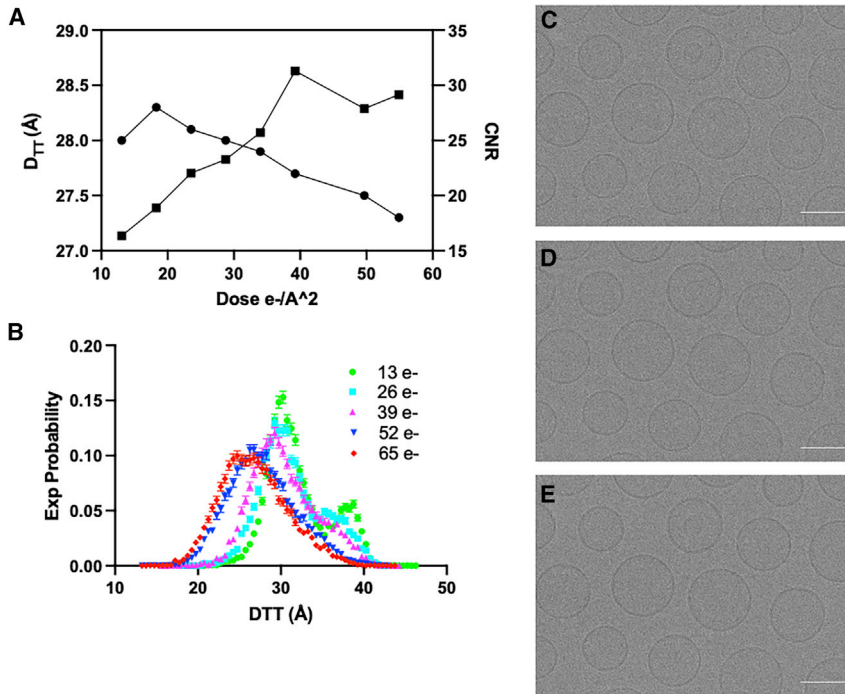 A
29.0
28.5
28.0
27.5
27.0
D_TT (Å)
35
30
25
20
15
CNR
10 20 30 40 50 60
Dose e-/A^2
B
0.20
0.15
0.10
0.05
0.00
Exp Probability
13 e-
26 e-
39 e-
52 e-
65 e-
10 20 30 40 50
DTT (Å)
C
D
E